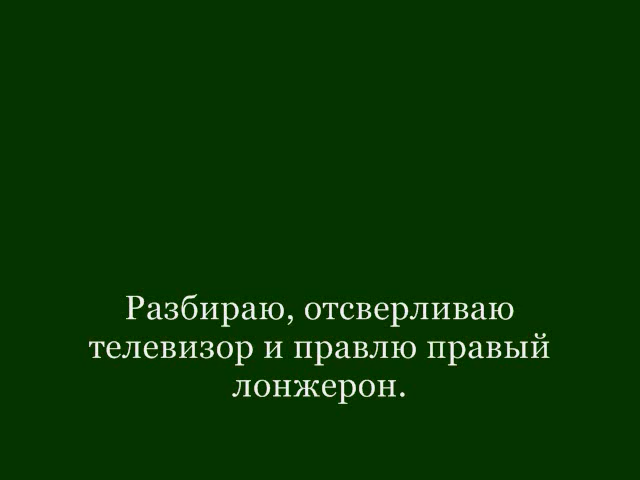 Разбираю, отсверливаю
телевизор и правлю правый
лонжерон.